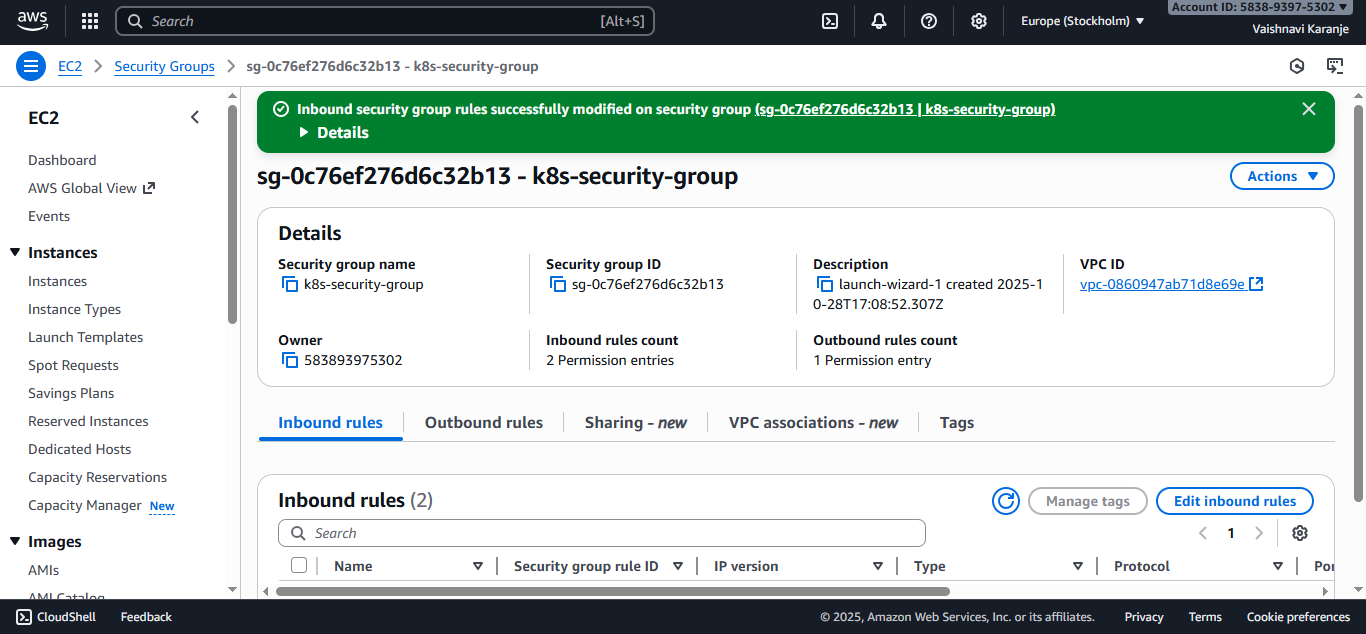 aws
Search [Alt+S]
Europe (Stockholm)
Account ID: 5838-9397-5302
Vaishnavi Karanje
EC2
Security Groups
sg-0c76ef276d6c32b13 - k8s-security-group
EC2
Dashboard
AWS Global View
Events
Instances
Instances
Instance Types
Launch Templates
Spot Requests
Savings Plans
Reserved Instances
Dedicated Hosts
Capacity Reservations
Capacity Manager New
Images
AMIs
AMI Catalog
Inbound security group rules successfully modified on security group (sg-0c76ef276d6c32b13 | k8s-security-group)
Details
sg-0c76ef276d6c32b13 - k8s-security-group
Actions
Details
Security group name
k8s-security-group
Security group ID
sg-0c76ef276d6c32b13
Description
launch-wizard-1 created 2025-1
0-28T17:08:52.307Z
VPC ID
vpc-0860947ab71d8e69e
Owner
583893975302
Inbound rules count
2 Permission entries
Outbound rules count
1 Permission entry
Inbound rules
Outbound rules
Sharing - new
VPC associations - new
Tags
Inbound rules (2)
Manage tags
Edit inbound rules
Search
1
Name
Security group rule ID
IP version
Type
Protocol
CloudShell
Feedback
© 2025, Amazon Web Services, Inc. or its affiliates.
Privacy
Terms
Cookie preferences